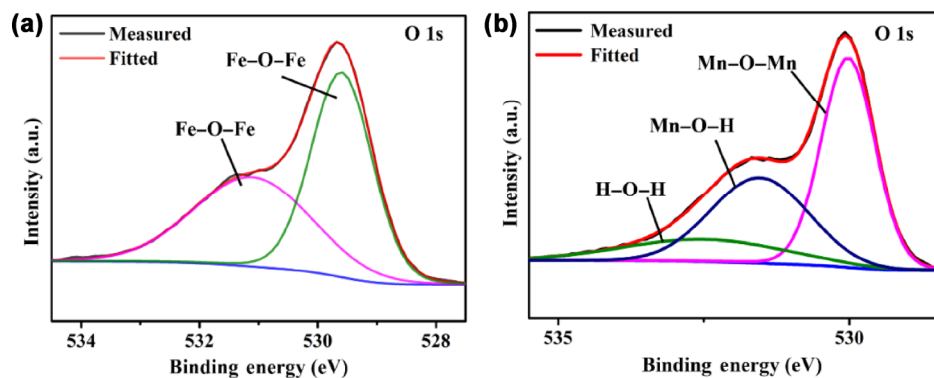 (a)
Measured
Fitted
O 1s
Fe–O–Fe
Fe–O–Fe
Intensity (a.u.)
534
532
530
528
Binding energy (eV)
(b)
Measured
Fitted
O 1s
Mn–O–Mn
Mn–O–H
H–O–H
Intensity (a.u.)
535
530
Binding energy (eV)